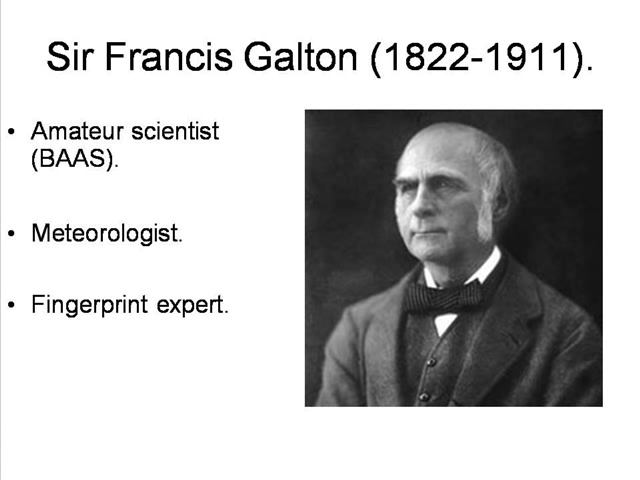 Sir Francis Galton (1822-1911).
• Amateur scientist
(BAAS).
• Meteorologist.
• Fingerprint expert.